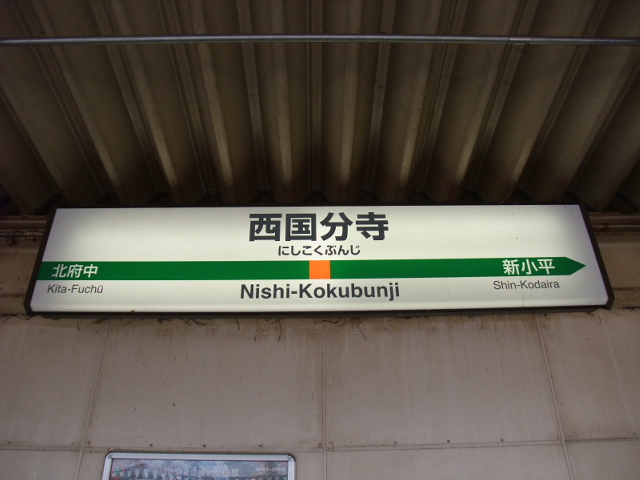 西国分寺
にしこくぶんじ
北府中
新小平
Kita-Fuchū
Nishi-Kokubunji
Shin-Kodaira